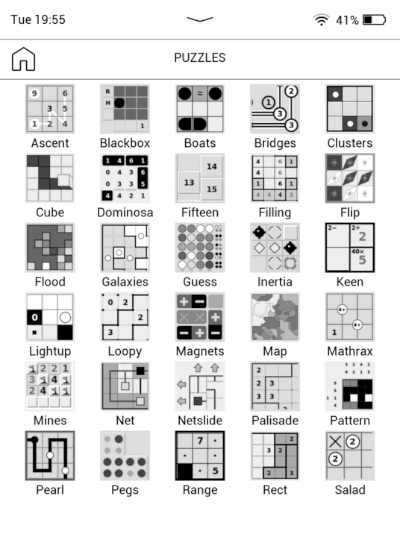 Tue 19:55 41%
PUZZLES
Ascent Blackbox Boats Bridges Clusters
Cube Dominosa Fifteen Filling Flip
Flood Galaxies Guess Inertia Keen
Lightup Loopy Magnets Map Mathrax
Mines Net Netslide Palisade Pattern
Pearl Pegs Range Rect Salad